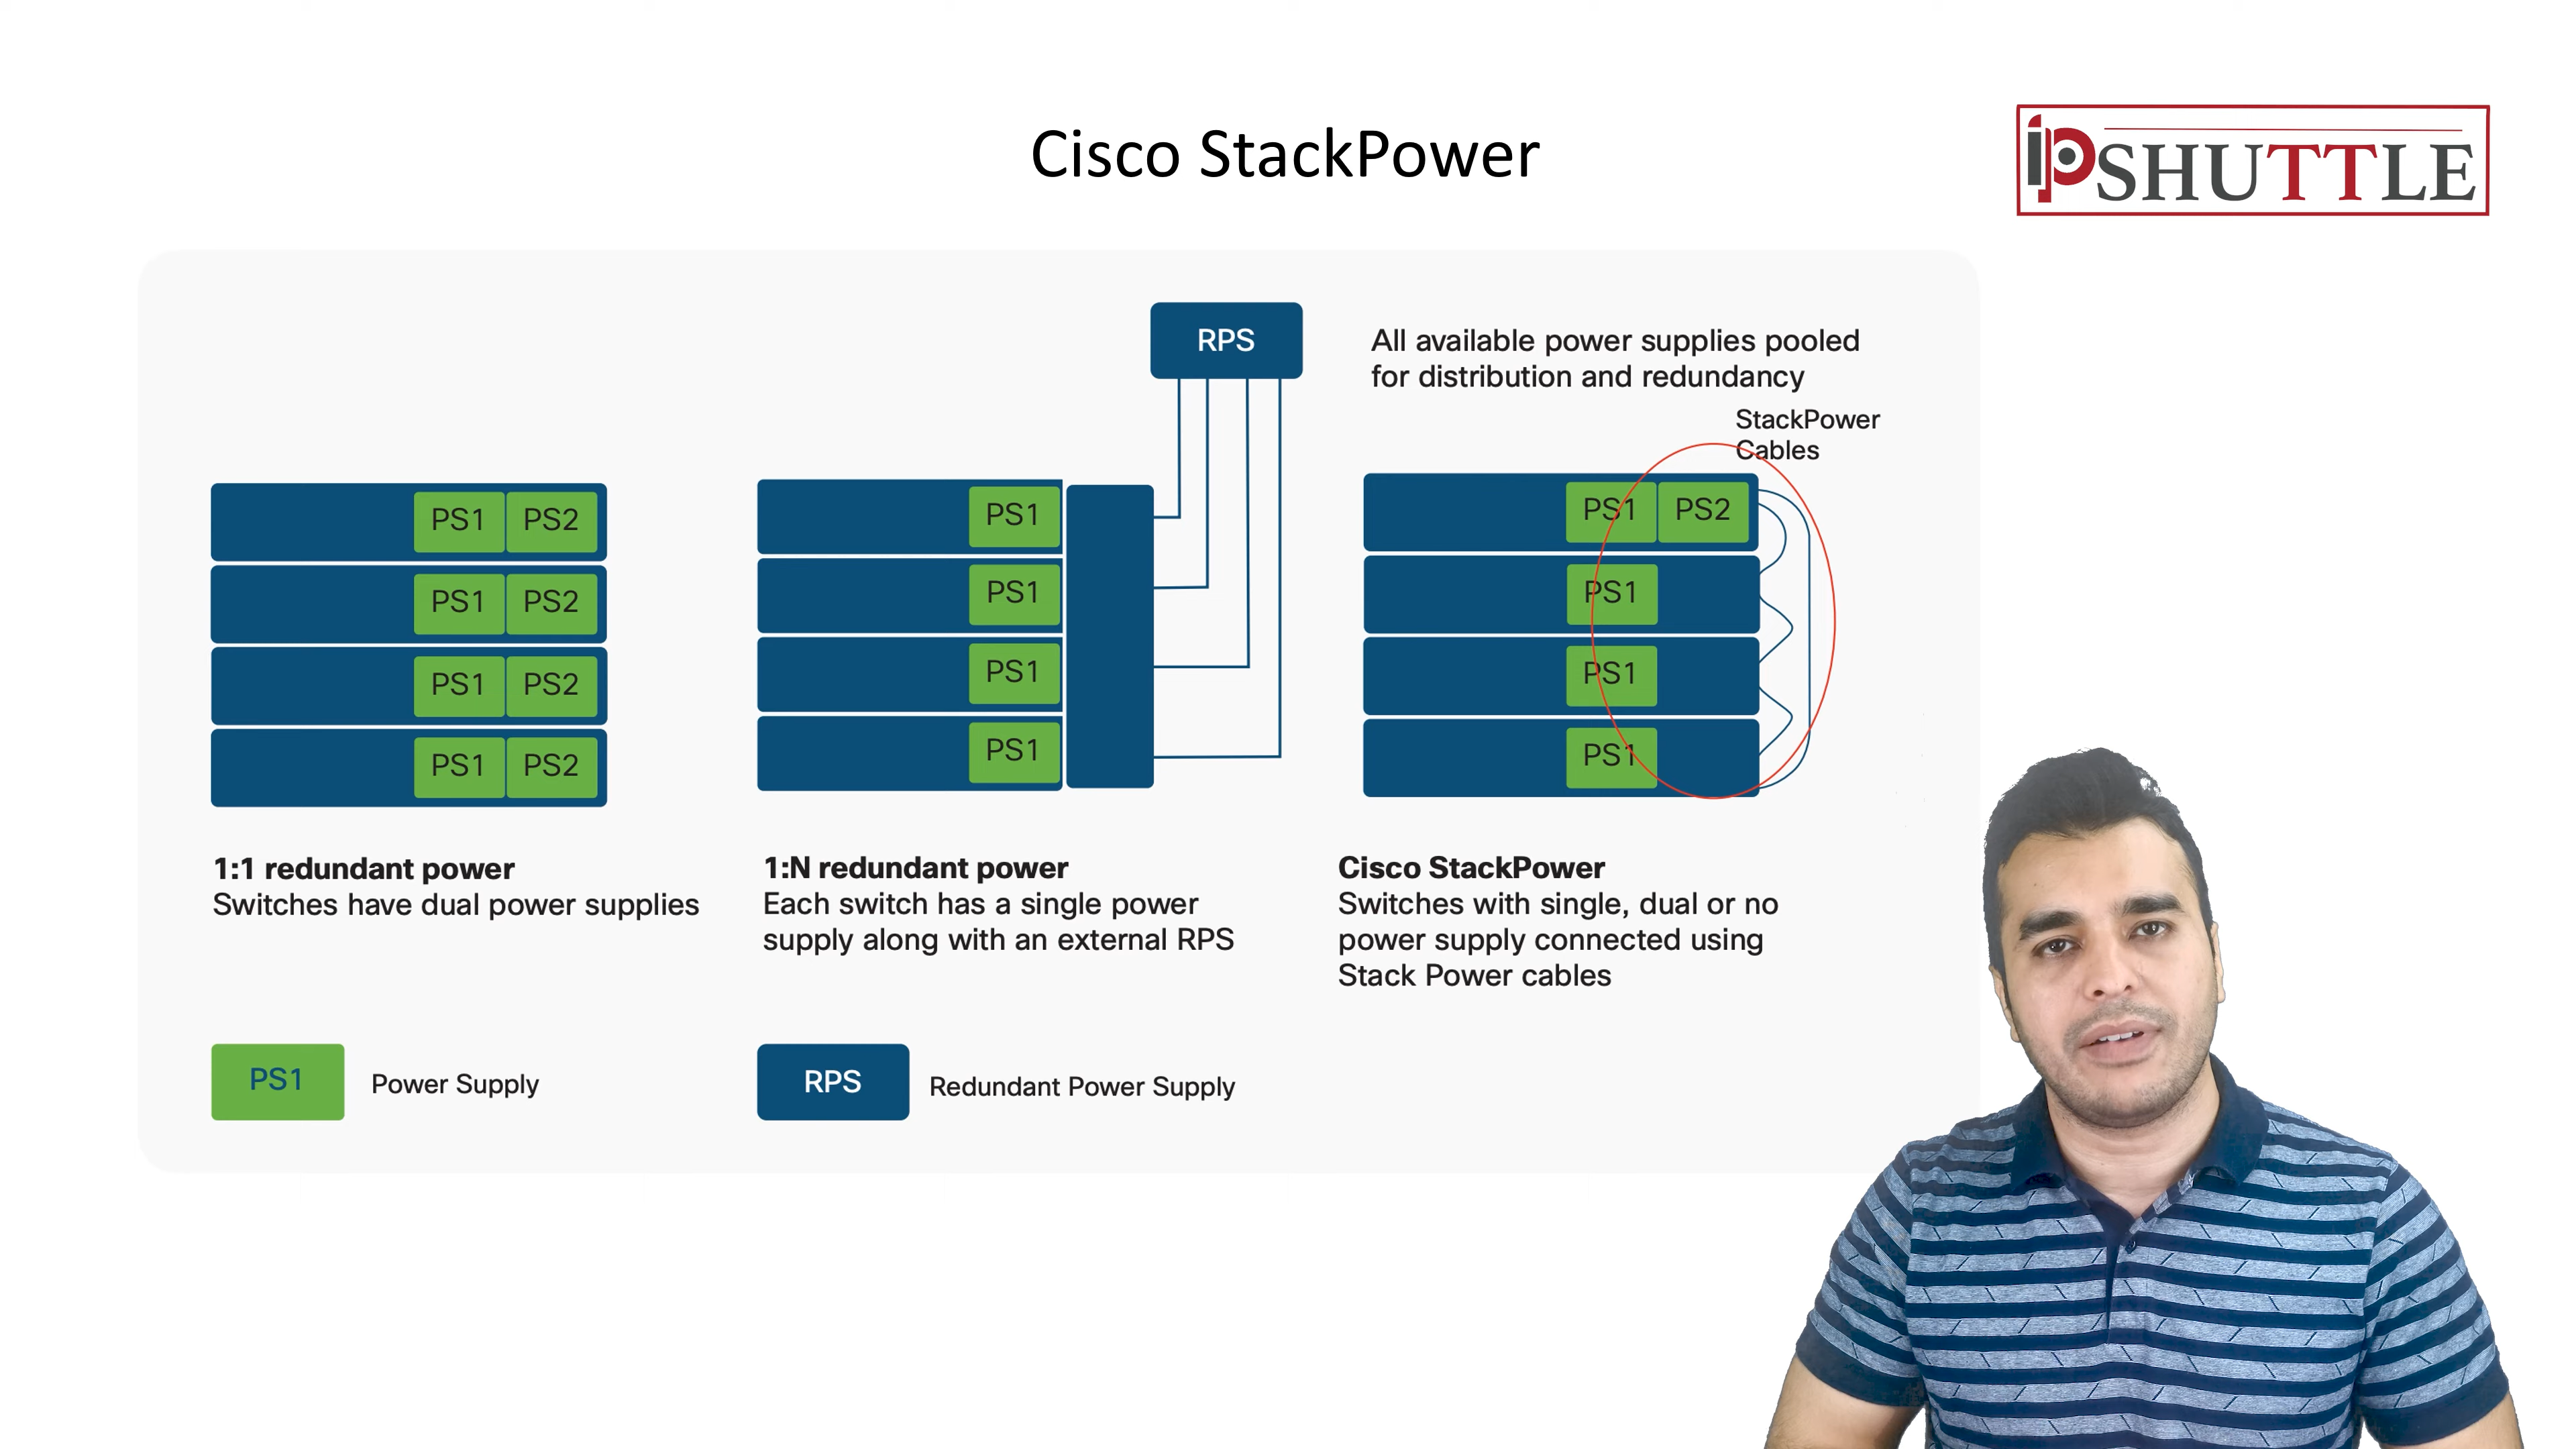 Cisco StackPower
ipSHUTTLE
RPS
All available power supplies pooled
for distribution and redundancy
StackPower
Cables
PS1 PS2
PS1 PS2
PS1 PS2
PS1 PS2
PS1
PS1
PS1
PS1
PS1 PS2
PS1
PS1
PS1
1:1 redundant power
Switches have dual power supplies
1:N redundant power
Each switch has a single power
supply along with an external RPS
Cisco StackPower
Switches with single, dual or no
power supply connected using
Stack Power cables
PS1 Power Supply
RPS Redundant Power Supply